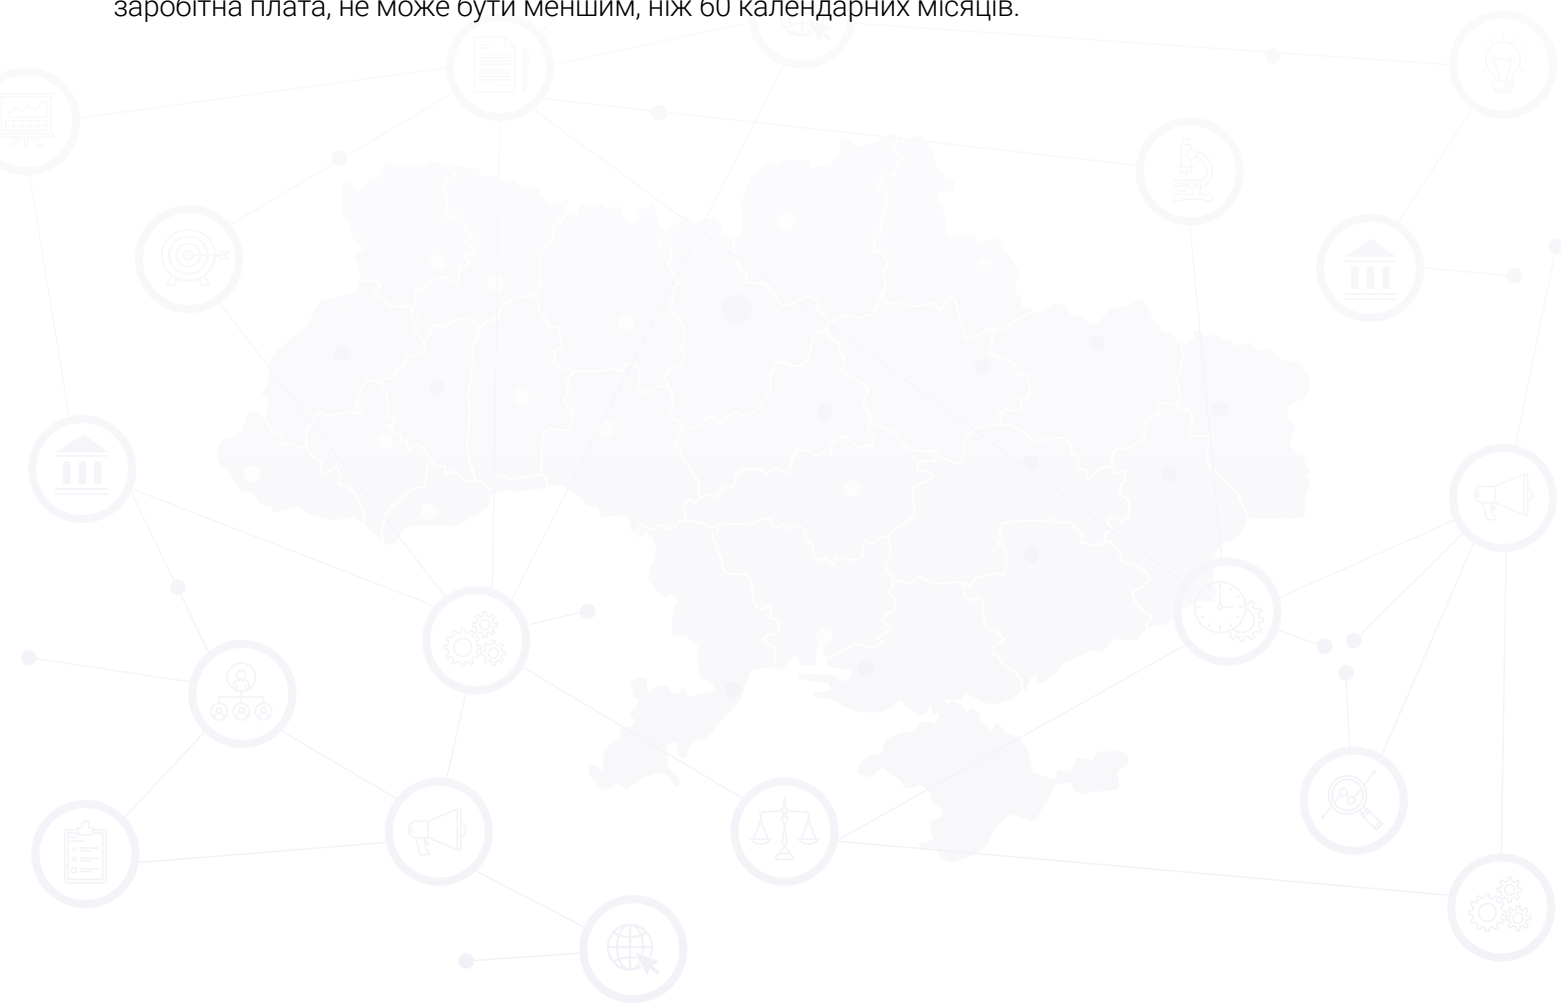 заробітна плата, не може бути меншим, ніж 60 календарних місяців.